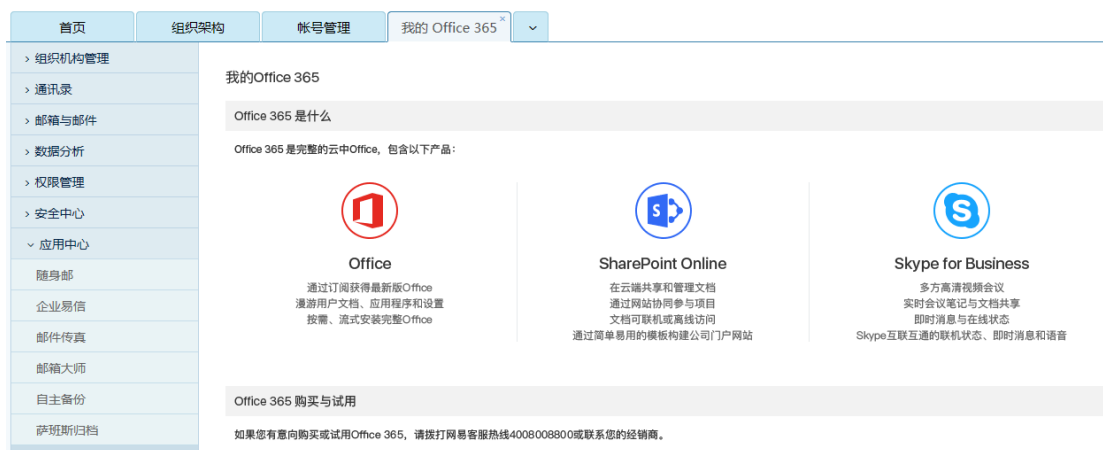 首页
组织架构
帐号管理
我的 Office 365
组织机构管理
通讯录
邮箱与邮件
数据分析
权限管理
安全中心
应用中心
随身邮
企业易信
邮件传真
邮箱大师
自主备份
萨班斯归档
我的Office 365
Office 365 是什么
Office 365 是完整的云中Office，包含以下产品：
Office
通过订阅获得最新版Office
漫游用户文档、应用程序和设置
按需、流式安装完整Office
SharePoint Online
在云端共享和管理文档
通过网站协同参与项目
文档可联机或离线访问
通过简单易用的模板构建公司门户网站
Skype for Business
多方高清视频会议
实时会议笔记与文档共享
即时消息与在线状态
Skype互联互通的联机状态、即时消息和语音
Office 365 购买与试用
如果您有意向购买或试用Office 365，请拨打网易客服热线4008008800或联系您的经销商。